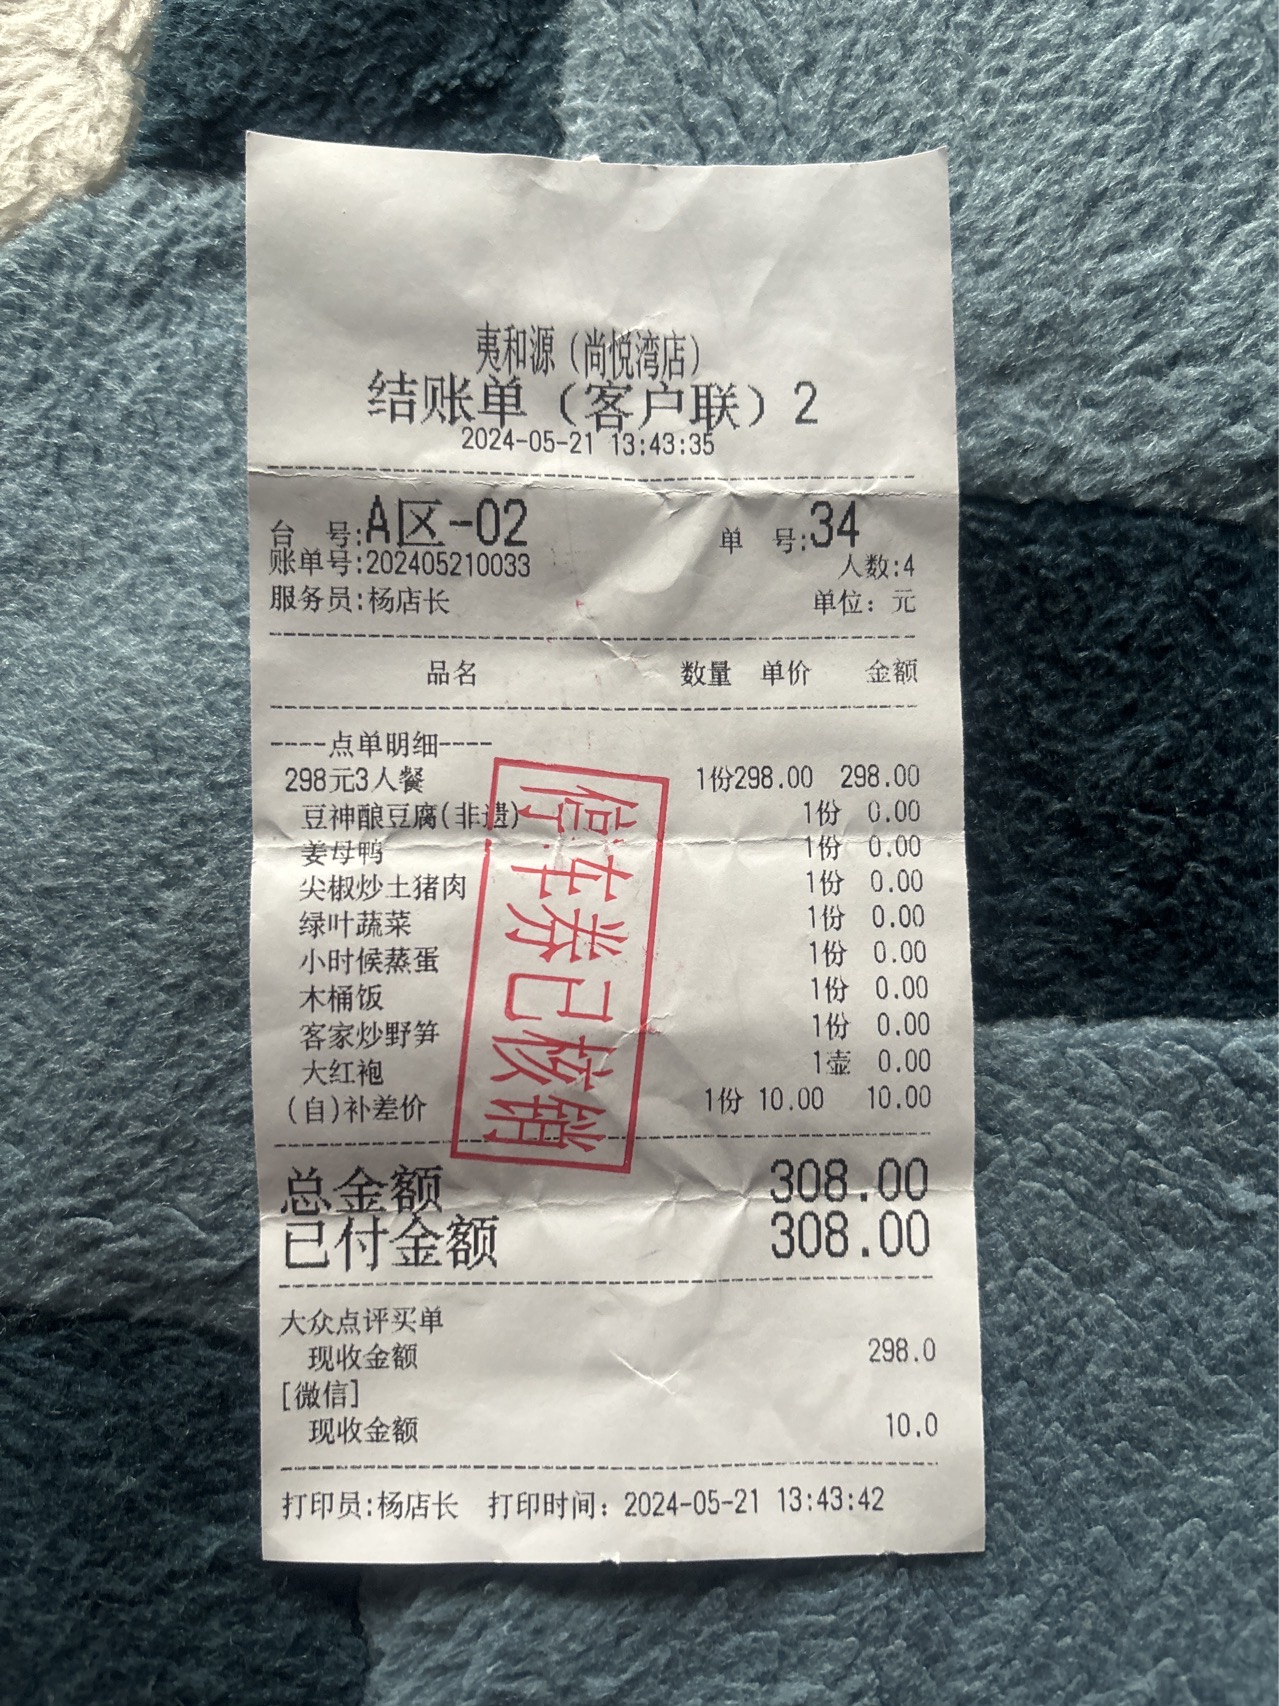 夷和源（尚悦湾店）
结账单（客户联）2
2024-05-21 13:43:35
台 号:A区-02 单 号:34
账单号:202405210033 人数:4
服务员:杨店长 单位：元
品名 数量 单价 金额
----点单明细----
298元3人餐 1份298.00 298.00
豆神酿豆腐(非遗) 1份 0.00
姜母鸭 1份 0.00
尖椒炒土猪肉 1份 0.00
绿叶蔬菜 1份 0.00
小时候蒸蛋 1份 0.00
木桶饭 1份 0.00
客家炒野笋 1份 0.00
大红袍 1壶 0.00
(自)补差价 1份 10.00 10.00
停车券已核销
总金额 308.00
已付金额 308.00
大众点评买单
现收金额 298.0
[微信]
现收金额 10.0
打印员:杨店长 打印时间：2024-05-21 13:43:42